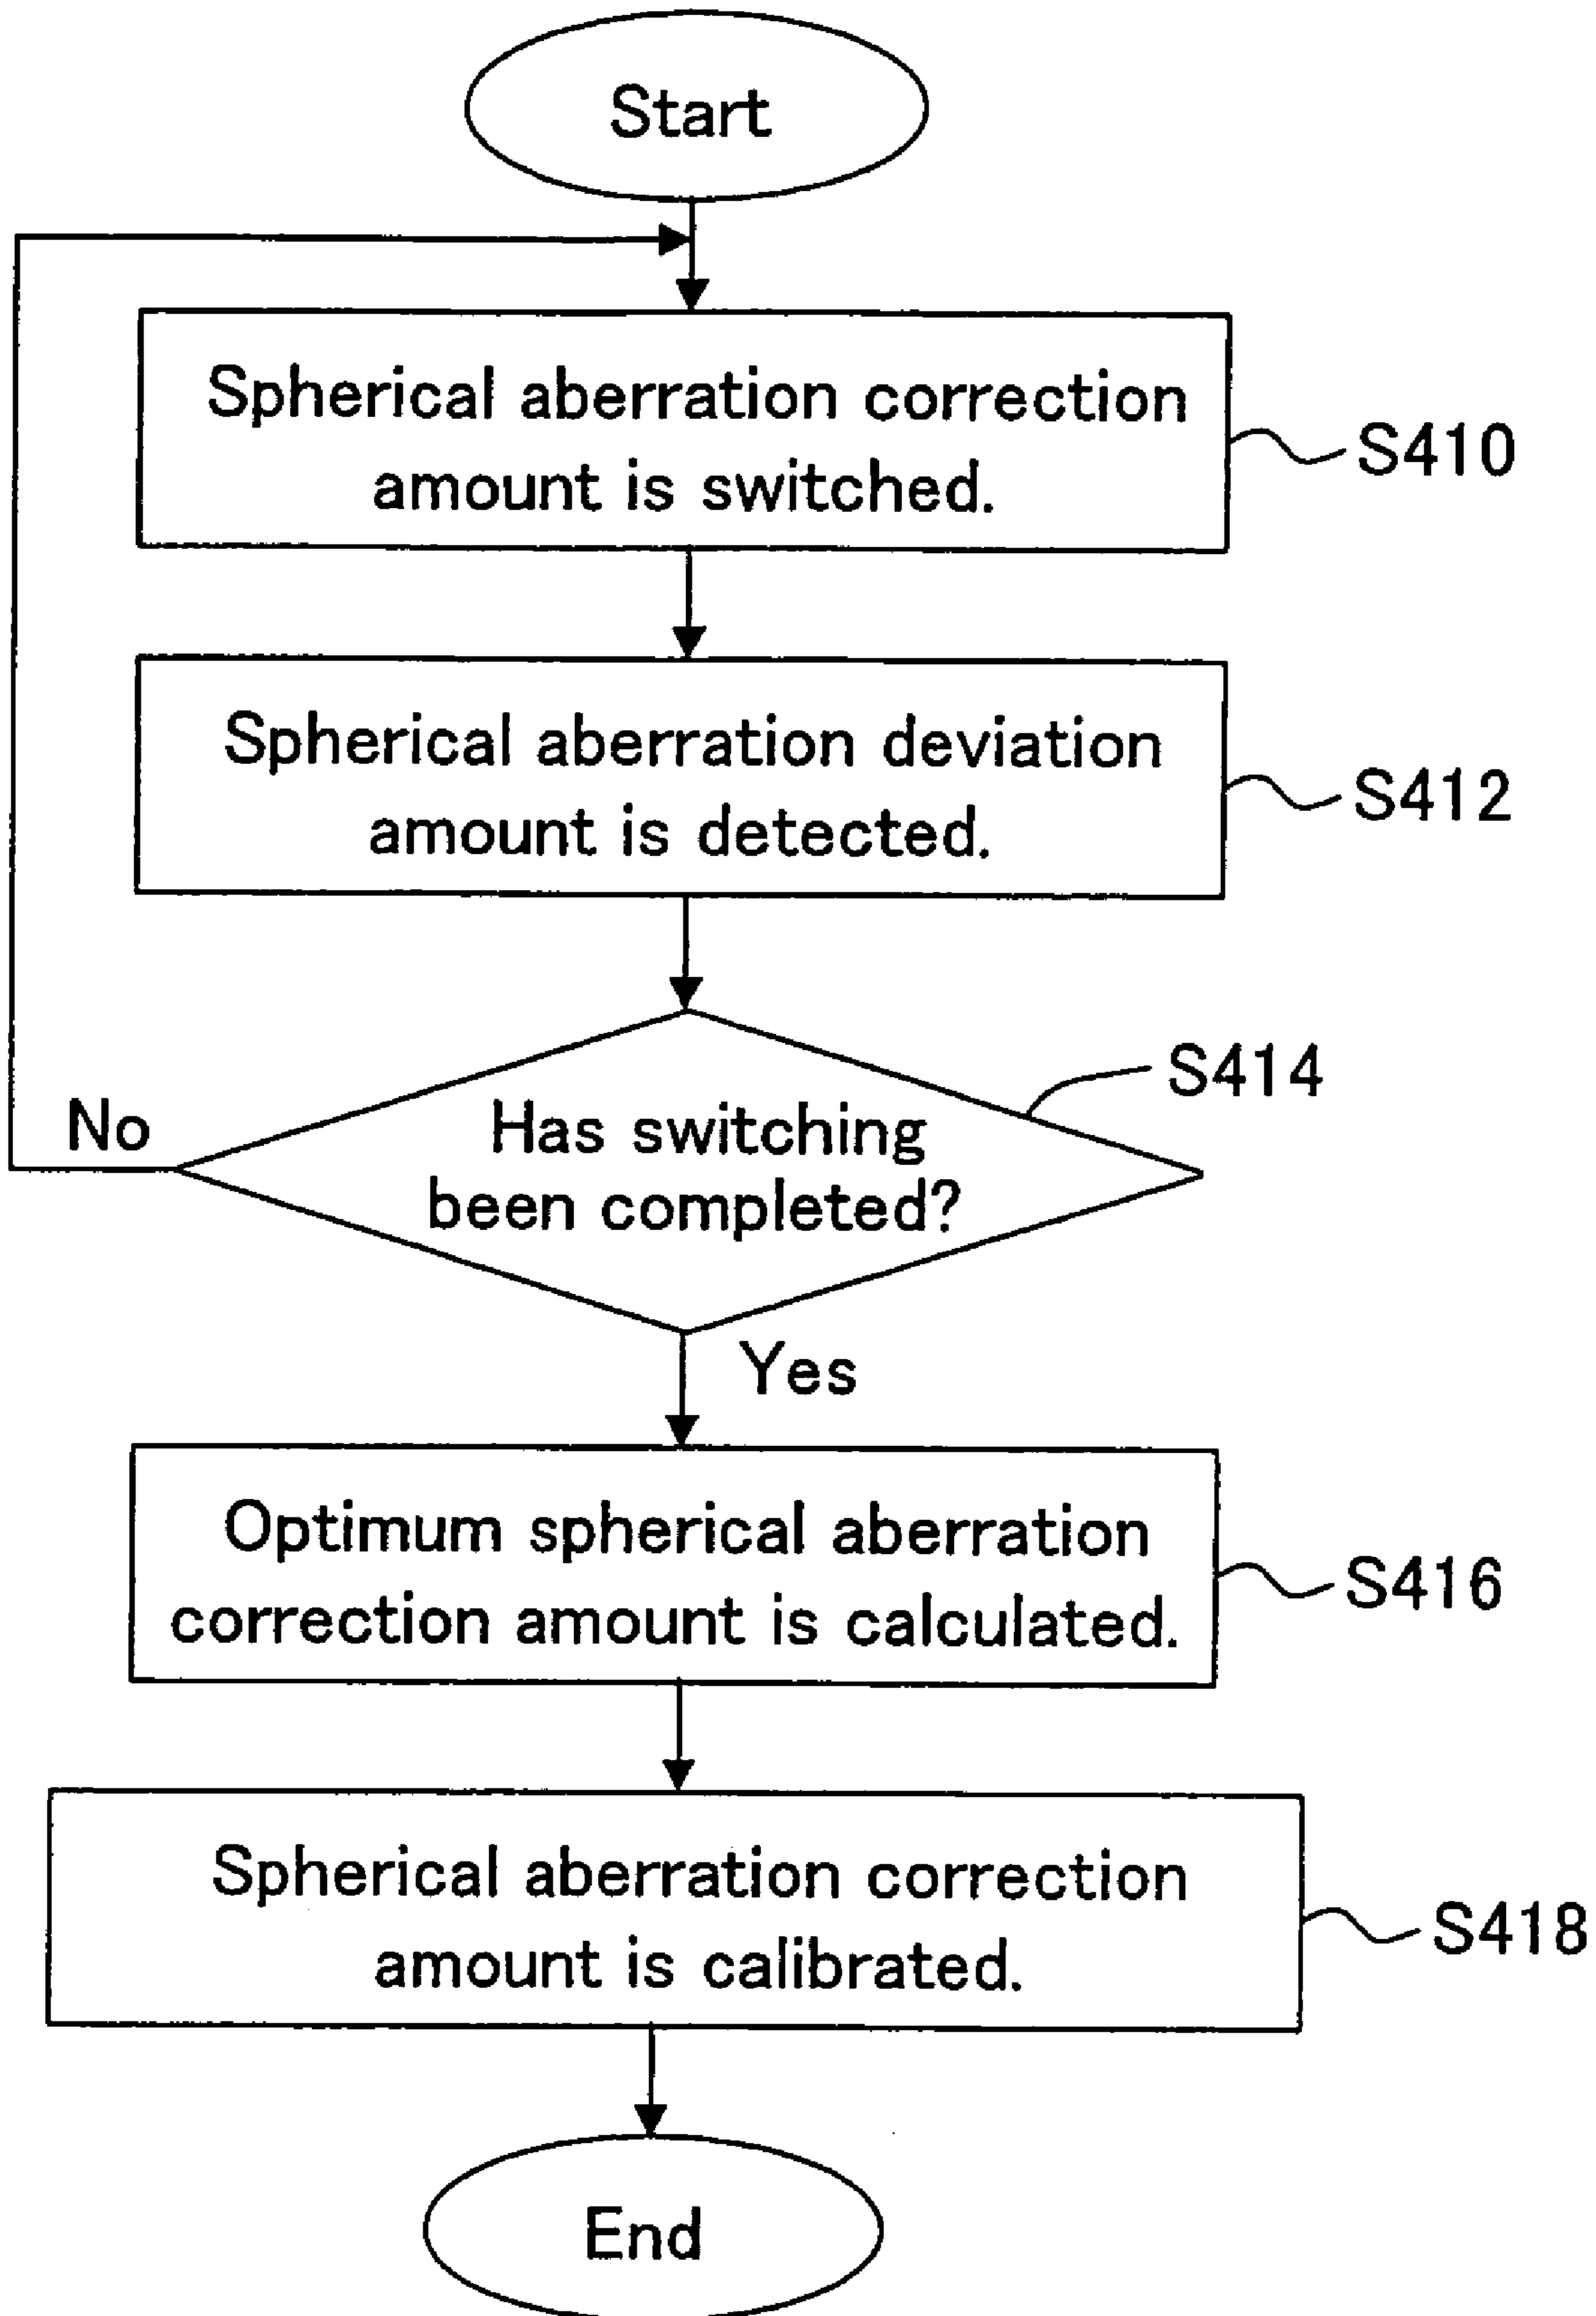 Start
Spherical aberration correction
amount is switched.
S410
Spherical aberration deviation
amount is detected.
S412
S414
Has switching
been completed?
No
Yes
Optimum spherical aberration
correction amount is calculated.
S416
Spherical aberration correction
amount is calibrated.
S418
End